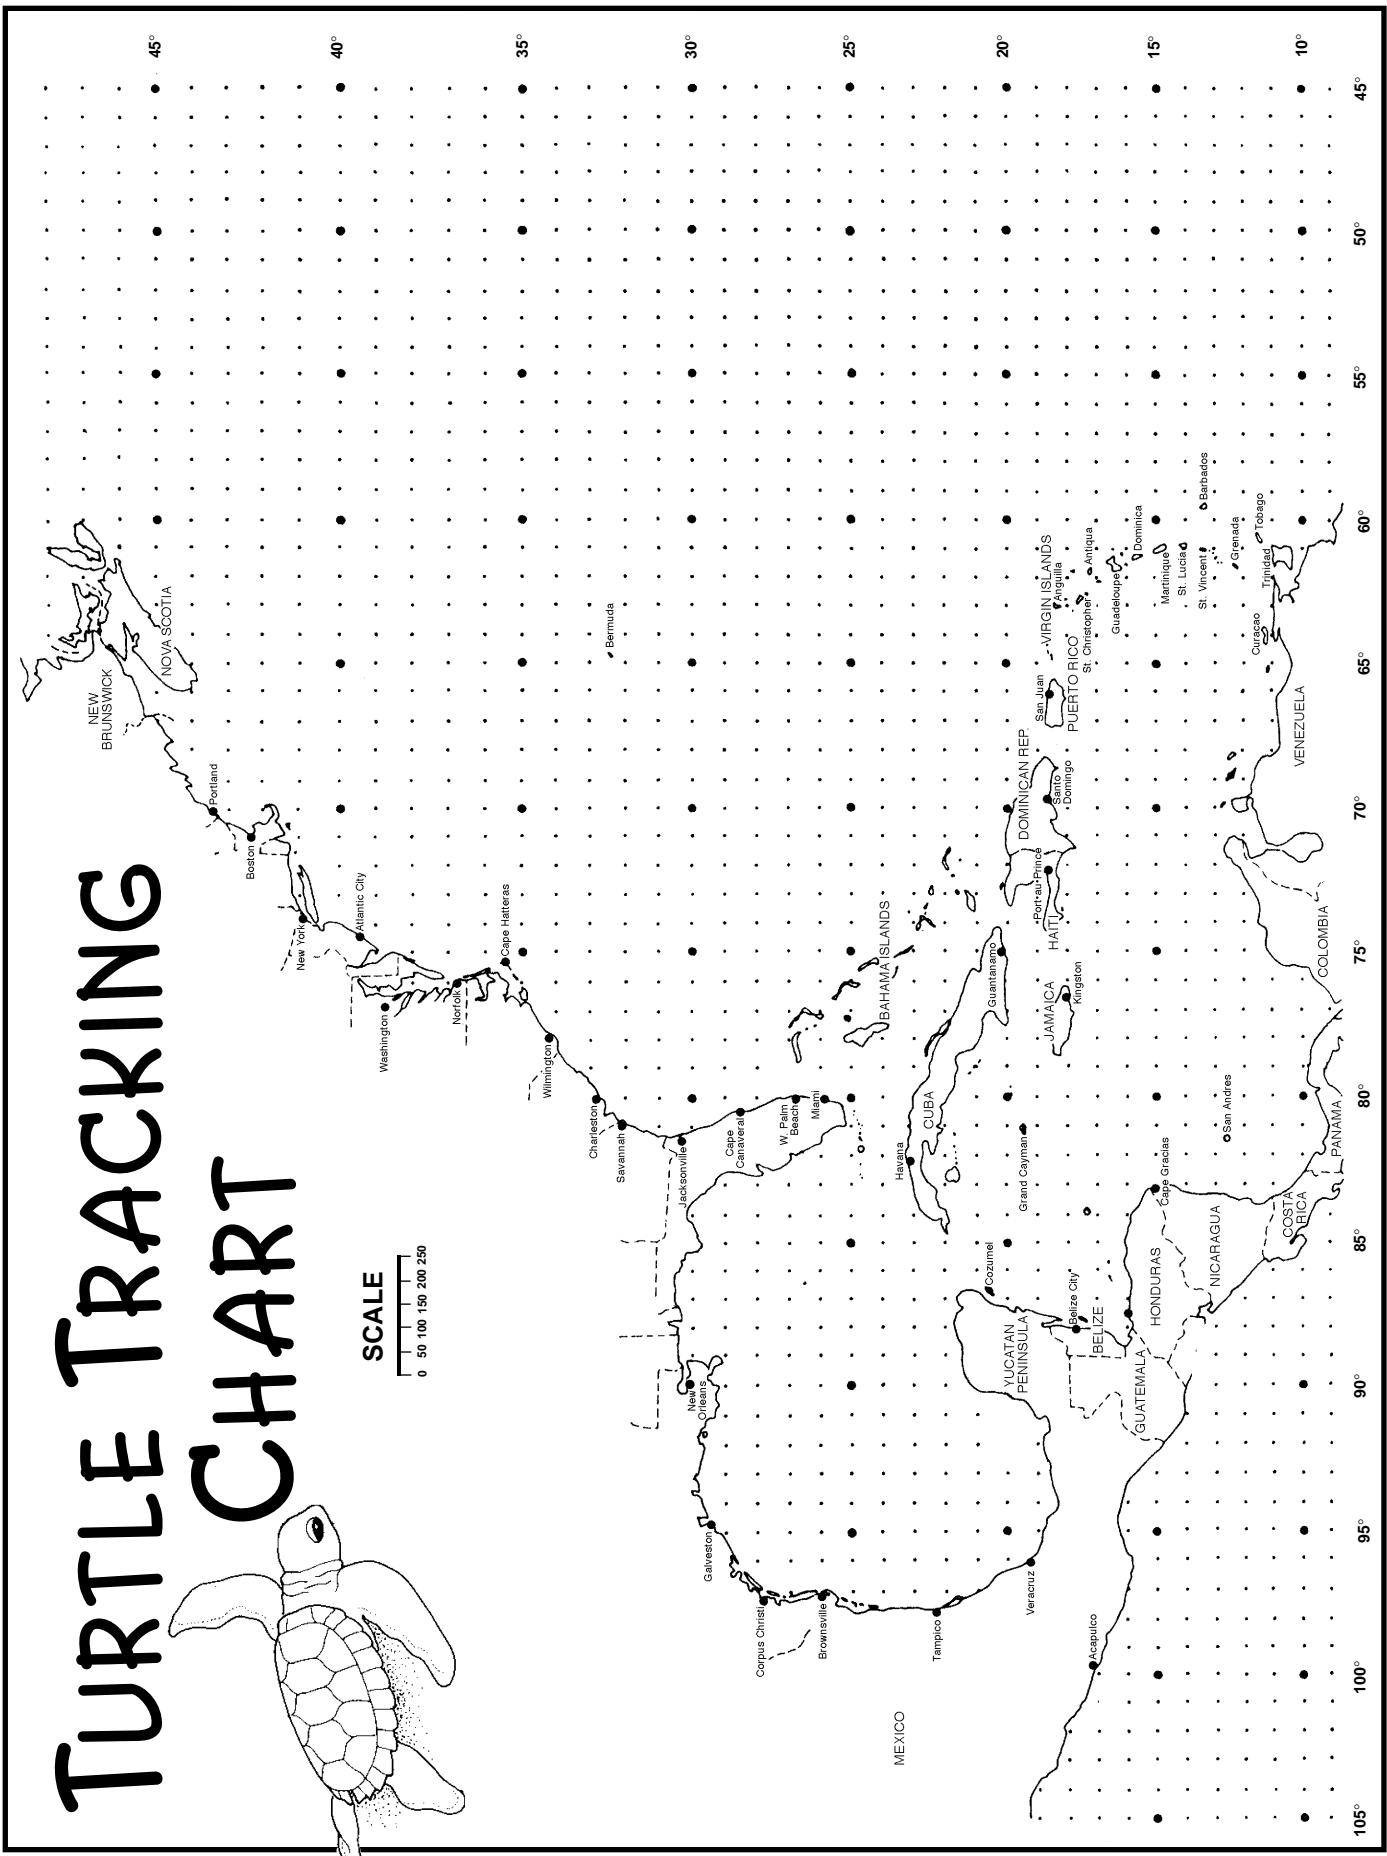 TURTLE TRACKING
CHART
SCALE
0 50 100 150 200 250
45°
40°
35°
30°
25°
20°
15°
10°
105°
100°
95°
90°
85°
80°
75°
70°
65°
60°
55°
50°
45°
NEW
BRUNSWICK
NOVA SCOTIA
Portland
Boston
New York
Atlantic City
Washington
Norfolk
Cape Hatteras
Wilmington
Charleston
Savannah
Jacksonville
Cape
Canaveral
W. Palm
Beach
Miami
Bermuda
New
Orleans
Galveston
Corpus Christi
Brownsville
Tampico
Veracruz
Acapulco
MEXICO
BAHAMA ISLANDS
Havana
CUBA
Guantanamo
Grand Cayman
JAMAICA
Kingston
HAITI
Port-au-Prince
DOMINICAN REP.
Santo
Domingo
San Juan
PUERTO RICO
VIRGIN ISLANDS
Anguilla
St. Christopher
Antiqua
Guadeloupe
Dominica
Martinique
St. Lucia
St. Vincent
Barbados
Grenada
Tobago
Trinidad
Curacao
VENEZUELA
COLOMBIA
PANAMA
San Andres
COSTA
RICA
NICARAGUA
Cape Gracias
HONDURAS
GUATEMALA
BELIZE
Belize City
Cozumel
YUCATAN
PENINSULA